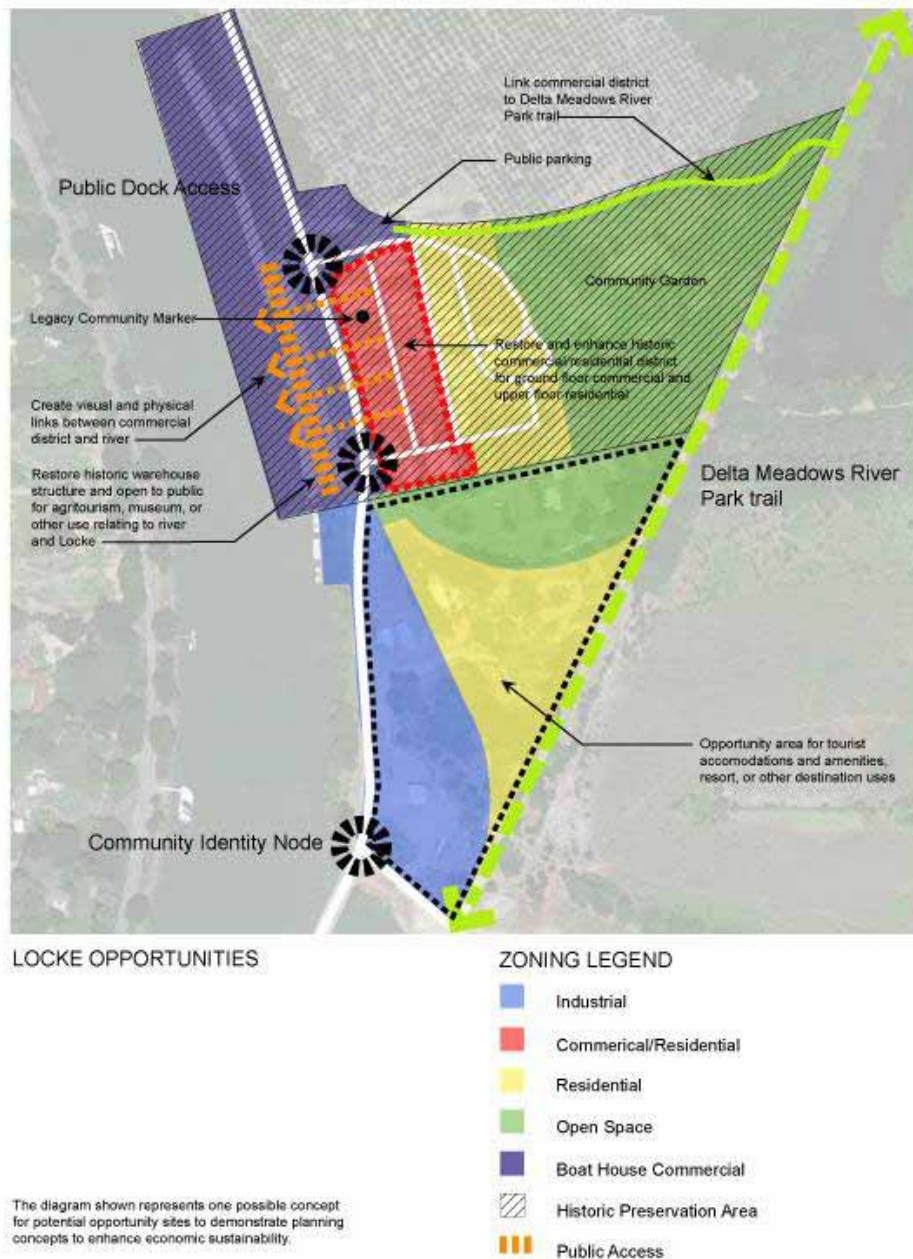 Link commercial district
to Delta Meadows River
Park trail
Public parking
Public Dock Access
Community Garden
Legacy Community Marker
Restore and enhance historic
commercial/residential district
for ground floor commercial and
upper floor residential
Create visual and physical
links between commercial
district and river
Restore historic warehouse
structure and open to public
for agritourism, museum, or
other use relating to river
and Locke
Delta Meadows River
Park trail
Opportunity area for tourist
accomodations and amenities,
resort, or other destination uses
Community Identity Node
LOCKE OPPORTUNITIES
The diagram shown represents one possible concept
for potential opportunity sites to demonstrate planning
concepts to enhance economic sustainability.
ZONING LEGEND
Industrial
Commerical/Residential
Residential
Open Space
Boat House Commercial
Historic Preservation Area
Public Access